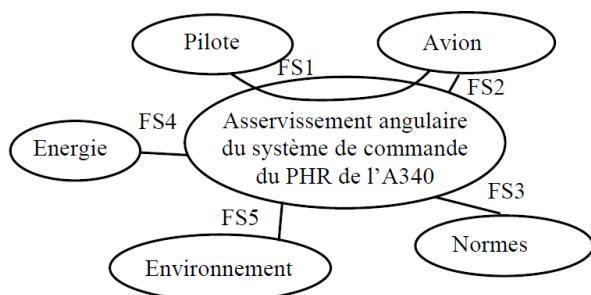 Pilote
Avion
FS1
FS2
FS4
Asservissement angulaire
du système de commande
du PHR de l'A340
Energie
FS3
FS5
Normes
Environnement